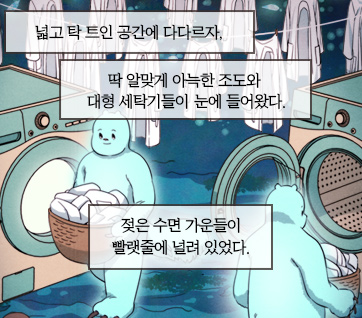 넓고 탁 트인 공간에 다다르자,
딱 알맞게 아늑한 조도와
대형 세탁기들이 눈에 들어왔다.
젖은 수면 가운들이
빨랫줄에 널려 있었다.